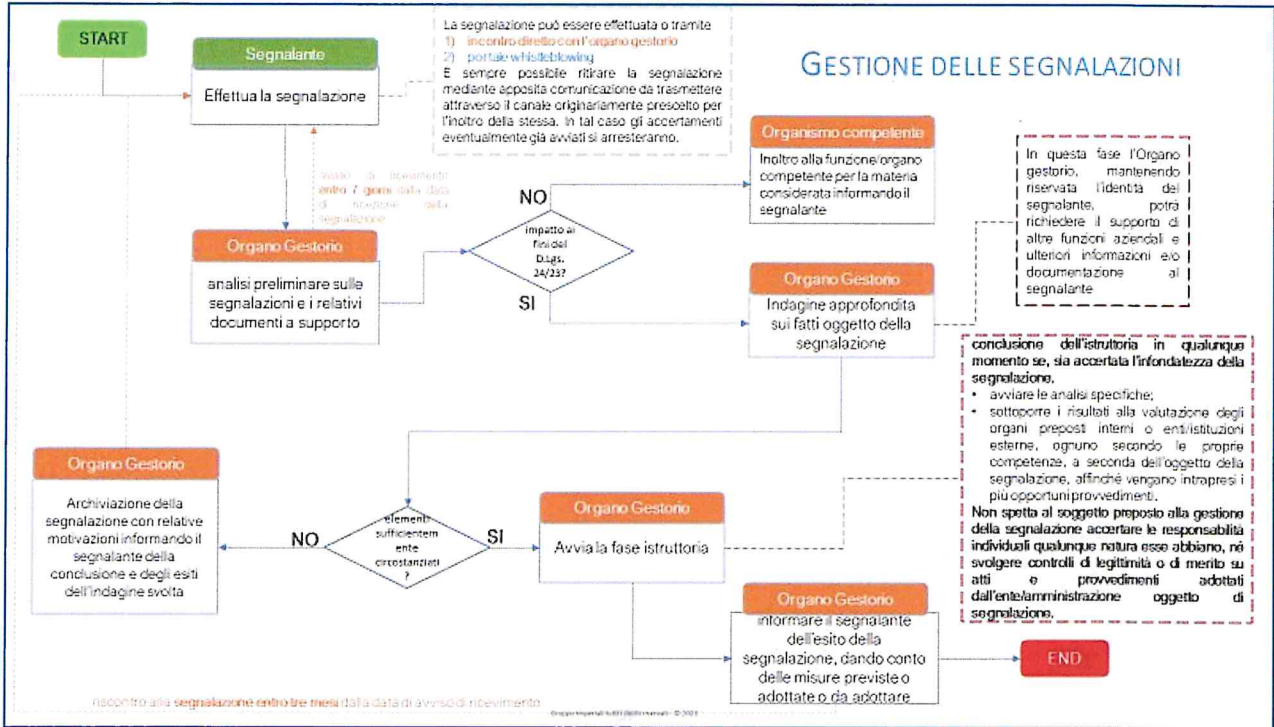 START
Segnalante
Effettua la segnalazione
La segnalazione può essere effettuata o tramite
1) incontro diretto con l'organo gestorio
2) portale whistleblowing
E sempre possibile ritirare la segnalazione
mediante apposita comunicazione da trasmettere
attraverso il canale originariamente prescelto per
l'inoltro della stessa. In tal caso gli accertamenti
eventualmente già avviati si arresteranno.
GESTIONE DELLE SEGNALAZIONI
di ricevimento
entro 7 giorni dalla data
di ricezione della
segnalazione
Organo Gestorio
analisi preliminare sulle
segnalazioni e i relativi
documenti a supporto
NO
impatto ai
fini del
D.Lgs.
24/23?
SI
Organismo competente
Inoltro alla funzione/organo
competente per la materia
considerata informando il
segnalante
Organo Gestorio
Indagine approfondita
sui fatti oggetto della
segnalazione
In questa fase l'Organo
gestorio, mantenendo
riservata l'identità del
segnalante, potrà
richiedere il supporto di
altre funzioni aziendali e
ulteriori informazioni e/o
documentazione al
segnalante
conclusione dell'istruttoria in qualunque
momento se, sia accertata l'infondatezza della
segnalazione,
• avviare le analisi specifiche;
• sottoporre i risultati alla valutazione degli
organi preposti interni o enti/istituzioni
esterne, ognuno secondo le proprie
competenze, a seconda dell'oggetto della
segnalazione, affinché vengano intrapresi i
più opportuni provvedimenti.
Non spetta al soggetto preposto alla gestione
della segnalazione accertare le responsabilità
individuali qualunque natura esse abbiano, né
svolgere controlli di legittimità o di merito su
atti e provvedimenti adottati
dall'ente/amministrazione oggetto di
segnalazione.
Organo Gestorio
Archiviazione della
segnalazione con relative
motivazioni informando il
segnalante della
conclusione e degli esiti
dell'indagine svolta
NO
elementi
sufficientem
ente
circostanziati
?
SI
Organo Gestorio
Avvia la fase istruttoria
Organo Gestorio
informare il segnalante
dell'esito della
segnalazione, dando conto
delle misure previste o
adottate o da adottare
END
riscontro alla segnalazione entro tre mesi dalla data di avviso di ricevimento